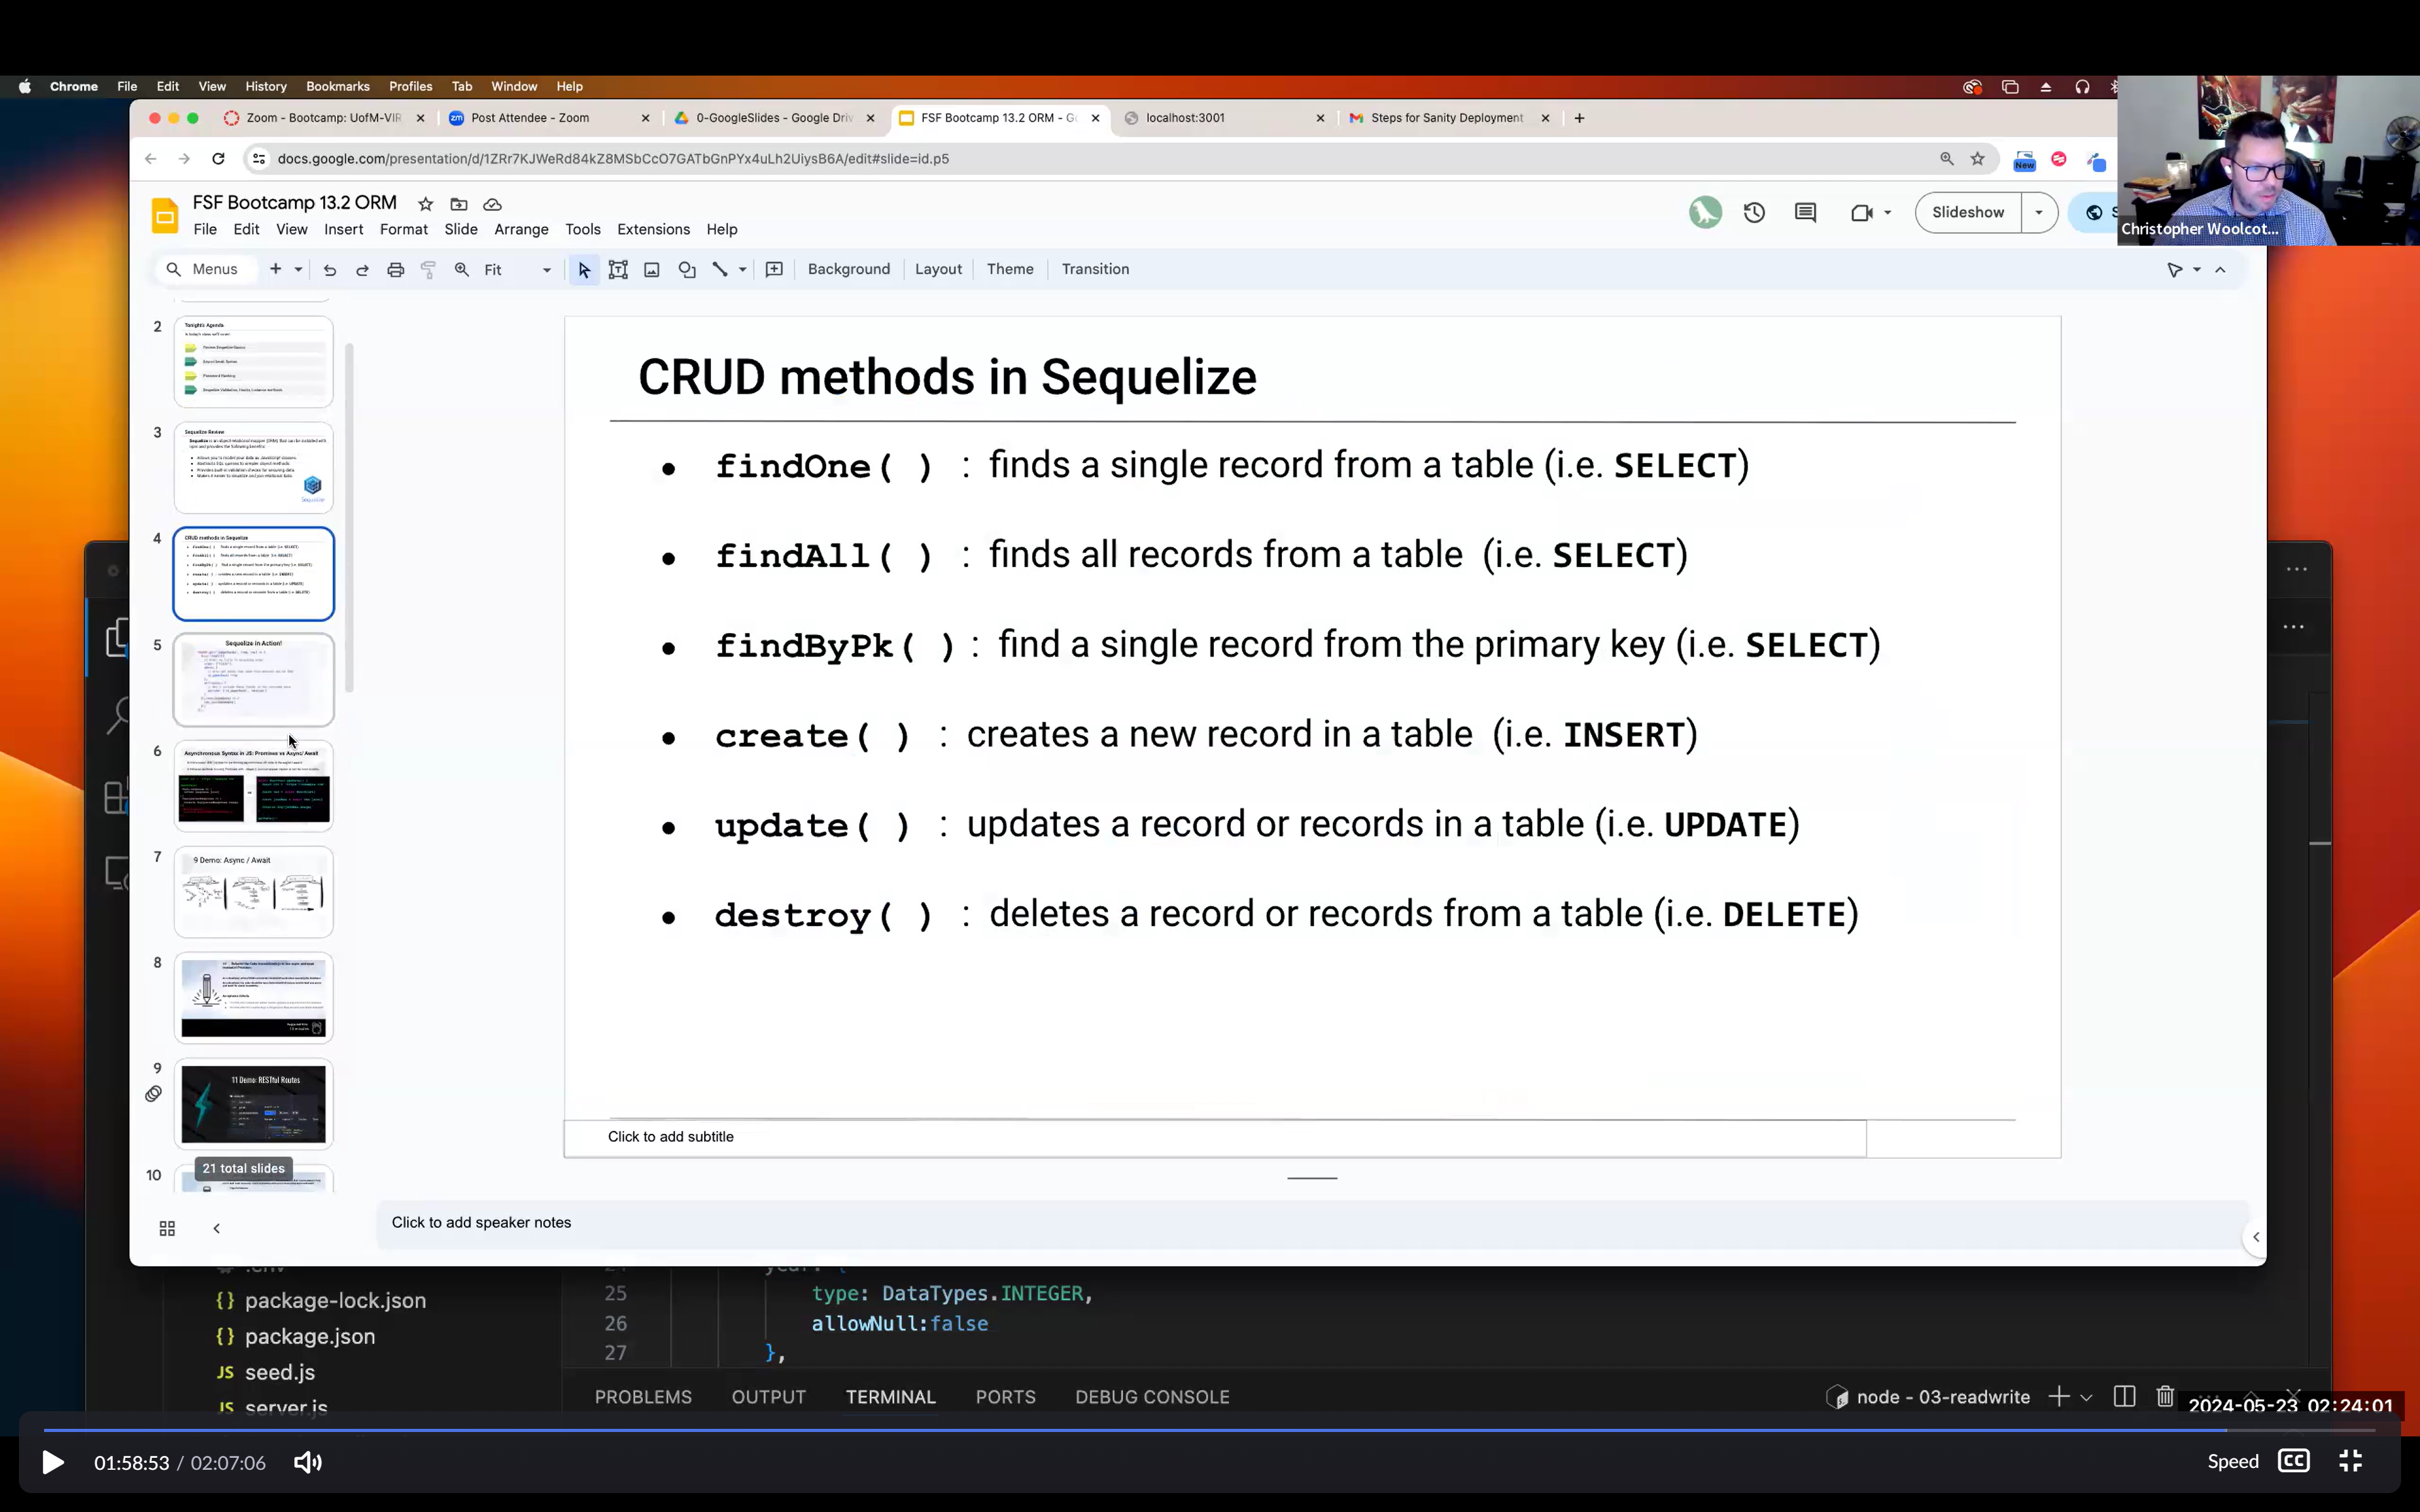 Chrome File Edit View History Bookmarks Profiles Tab Window Help
Zoom - Bootcamp: UofM-VIR
Post Attendee - Zoom
0-GoogleSlides - Google Driv
FSF Bootcamp 13.2 ORM - Go
localhost:3001
Steps for Sanity Deployment
docs.google.com/presentation/d/1ZRr7KJWeRd84kZ8MSbCcO7GATbGnPYx4uLh2UiysB6A/edit#slide=id.p5
New
Christopher Woolcot...
FSF Bootcamp 13.2 ORM
Slideshow
File Edit View Insert Format Slide Arrange Tools Extensions Help
Menus
Fit
Background Layout Theme Transition
2
Tonight's Agenda
3
Sequelize Review
Sequelize
4
CRUD methods in Sequelize
5
Sequelize in Action!
6
Asynchronous Syntax in JS: Promises vs Async/ Await
7
9 Demo: Async / Await
8
9
11 Demo: RESTful Routes
10
21 total slides
CRUD methods in Sequelize
● findOne( ) : finds a single record from a table (i.e. SELECT)
● findAll( ) : finds all records from a table (i.e. SELECT)
● findByPk( ) : find a single record from the primary key (i.e. SELECT)
● create( ) : creates a new record in a table (i.e. INSERT)
● update( ) : updates a record or records in a table (i.e. UPDATE)
● destroy( ) : deletes a record or records from a table (i.e. DELETE)
Click to add subtitle
Click to add speaker notes
.env
{} package-lock.json
{} package.json
JS seed.js
JS server.js
25 type: DataTypes.INTEGER,
26 allowNull:false
27 },
PROBLEMS OUTPUT TERMINAL PORTS DEBUG CONSOLE
node - 03-readwrite
2024-05-23 02:24:01
01:58:53 / 02:07:06
Speed
CC